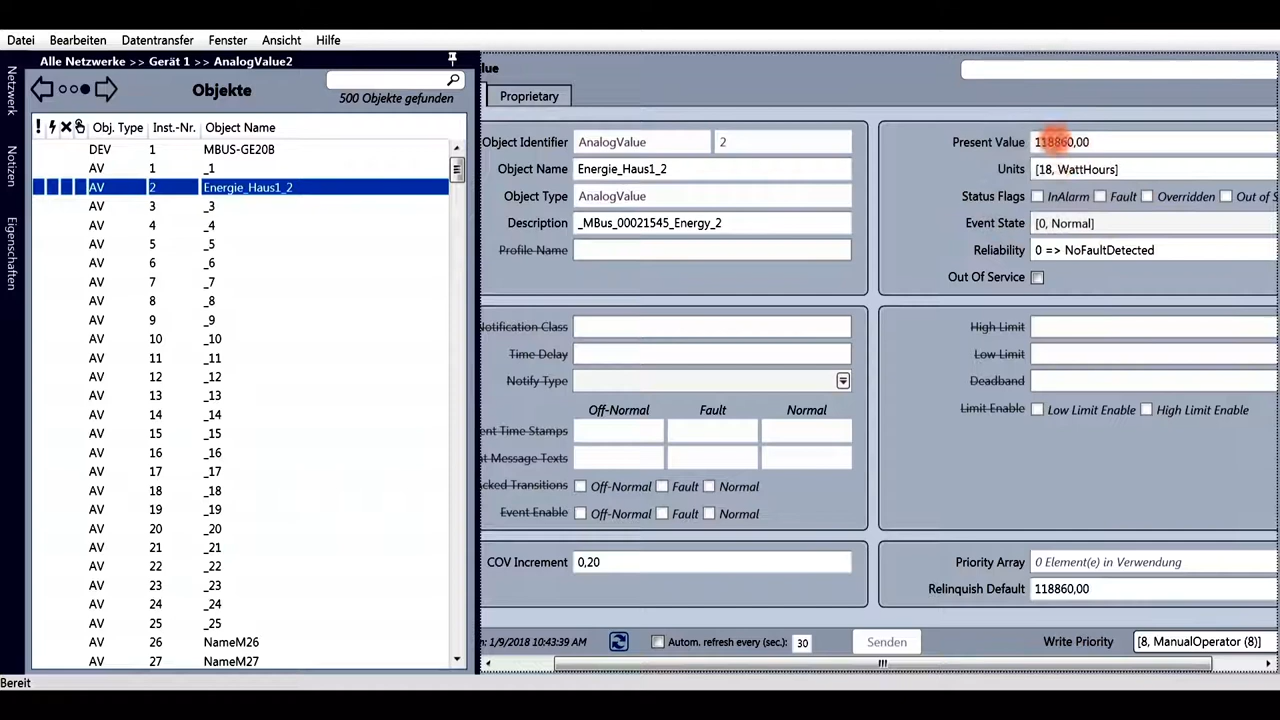 Datei Bearbeiten Datentransfer Fenster Ansicht Hilfe
Netzwerk
Notizen
Eigenschaften
Alle Netzwerke >> Gerät 1 >> AnalogValue2
Objekte
500 Objekte gefunden
! Obj. Type Inst.-Nr. Object Name
DEV 1 MBUS-GE20B
AV 1 _1
AV 2 Energie_Haus1_2
AV 3 _3
AV 4 _4
AV 5 _5
AV 6 _6
AV 7 _7
AV 8 _8
AV 9 _9
AV 10 _10
AV 11 _11
AV 12 _12
AV 13 _13
AV 14 _14
AV 15 _15
AV 16 _16
AV 17 _17
AV 18 _18
AV 19 _19
AV 20 _20
AV 21 _21
AV 22 _22
AV 23 _23
AV 24 _24
AV 25 _25
AV 26 NameM26
AV 27 NameM27
lue
Proprietary
Object Identifier AnalogValue 2
Object Name Energie_Haus1_2
Object Type AnalogValue
Description _MBus_00021545_Energy_2
Profile Name
Present Value 118860,00
Units [18, WattHours]
Status Flags InAlarm Fault Overridden Out of S
Event State [0, Normal]
Reliability 0 => NoFaultDetected
Out Of Service
Notification Class
Time Delay
Notify Type
Off-Normal Fault Normal
ent Time Stamps
t Message Texts
cked Transitions Off-Normal Fault Normal
Event Enable Off-Normal Fault Normal
High Limit
Low Limit
Deadband
Limit Enable Low Limit Enable High Limit Enable
COV Increment 0,20
Priority Array 0 Element(e) in Verwendung
Relinquish Default 118860,00
n: 1/9/2018 10:43:39 AM Autom. refresh every (sec.): 30 Senden Write Priority [8, ManualOperator (8)]
Bereit